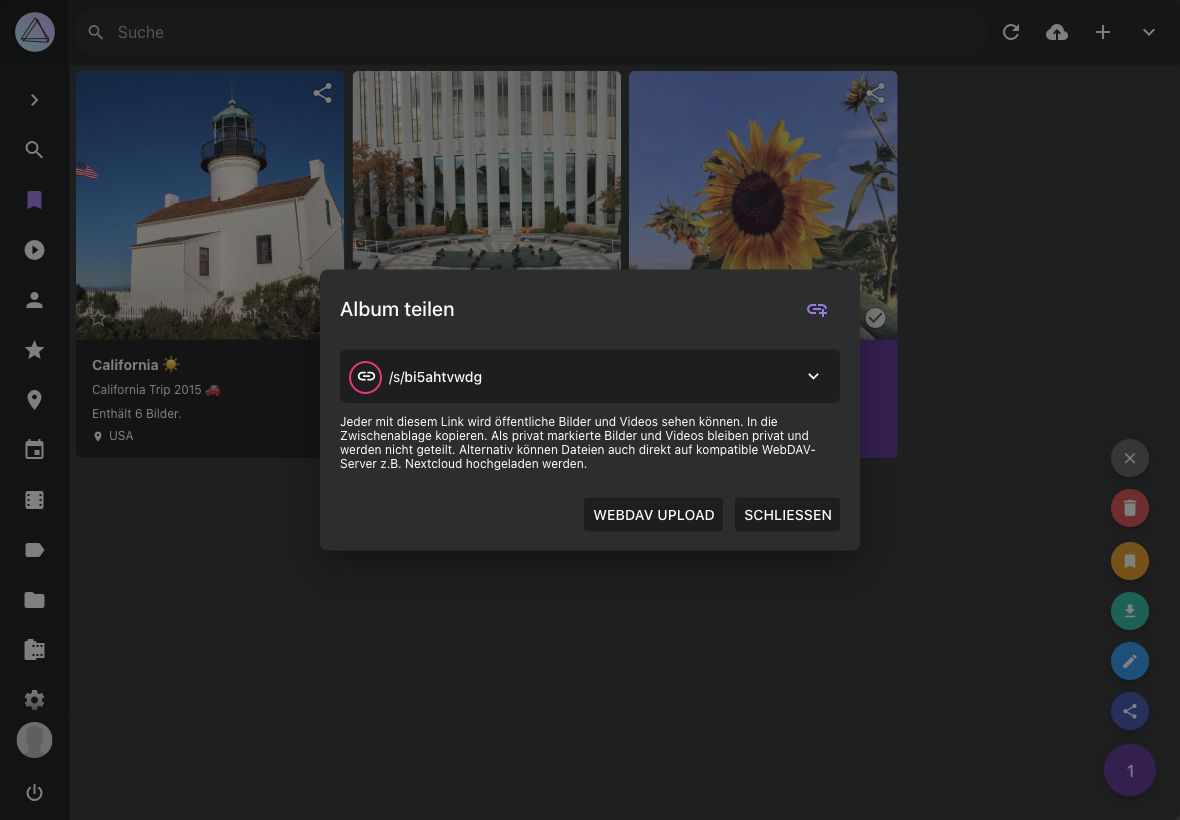 Suche
California ☀️
California Trip 2015 🚗
Enthält 6 Bilder.
USA
Album teilen
/s/bi5ahtvwdg
Jeder mit diesem Link wird öffentliche Bilder und Videos sehen können. In die
Zwischenablage kopieren. Als privat markierte Bilder und Videos bleiben privat und
werden nicht geteilt. Alternativ können Dateien auch direkt auf kompatible WebDAV-
Server z.B. Nextcloud hochgeladen werden.
WEBDAV UPLOAD
SCHLIESSEN
1